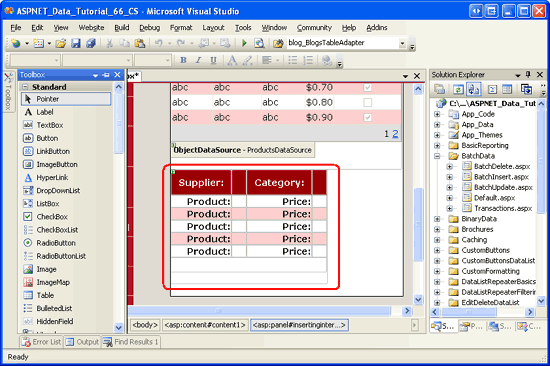 ASPNET_Data_Tutorial_66_CS - Microsoft Visual Studio
File Edit View Website Build Debug Format Layout Tools Window Community Help Addins
blog_BlogsTableAdapter
Toolbox
Toolbox
Standard
Pointer
Label
TextBox
Button
LinkButton
ImageButton
HyperLink
DropDownList
ListBox
CheckBox
CheckBoxList
RadioButton
RadioButtonList
Image
ImageMap
Table
BulletedList
HiddenField
abc abc abc $0.70
abc abc abc $0.80
abc abc abc $0.90
1 2
ObjectDataSource - ProductsDataSource
Supplier: Category:
Product: Price:
Product: Price:
Product: Price:
Product: Price:
Product: Price:
<body> <asp:content#content1> <asp:panel#insertinginter...>
Solution Explorer
C:\...\ASPNET_Data_Tut
App_Code
App_Data
App_Themes
BasicReporting
BatchData
BatchDelete.aspx
BatchInsert.aspx
BatchUpdate.aspx
Default.aspx
Transactions.aspx
BinaryData
Brochures
Caching
CustomButtons
CustomButtonsDataList
CustomFormatting
DataListRepeaterBasics
DataListRepeaterFilterin
EditDeleteDataList
S... P... S... C...
Error List Output Find Results 1
Ready